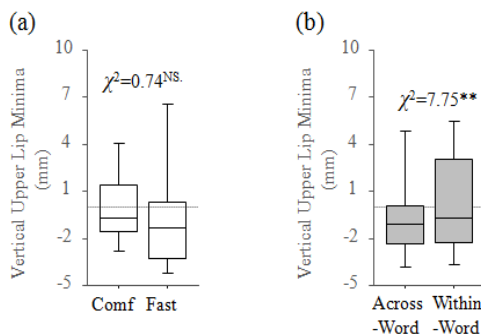 (a)
Vertical Upper Lip Minima
(mm)
10
7
4
1
-2
-5
χ²=0.74NS.
Comf Fast
(b)
Vertical Upper Lip Minima
(mm)
10
7
4
1
-2
-5
χ²=7.75**
Across Within
-Word -Word